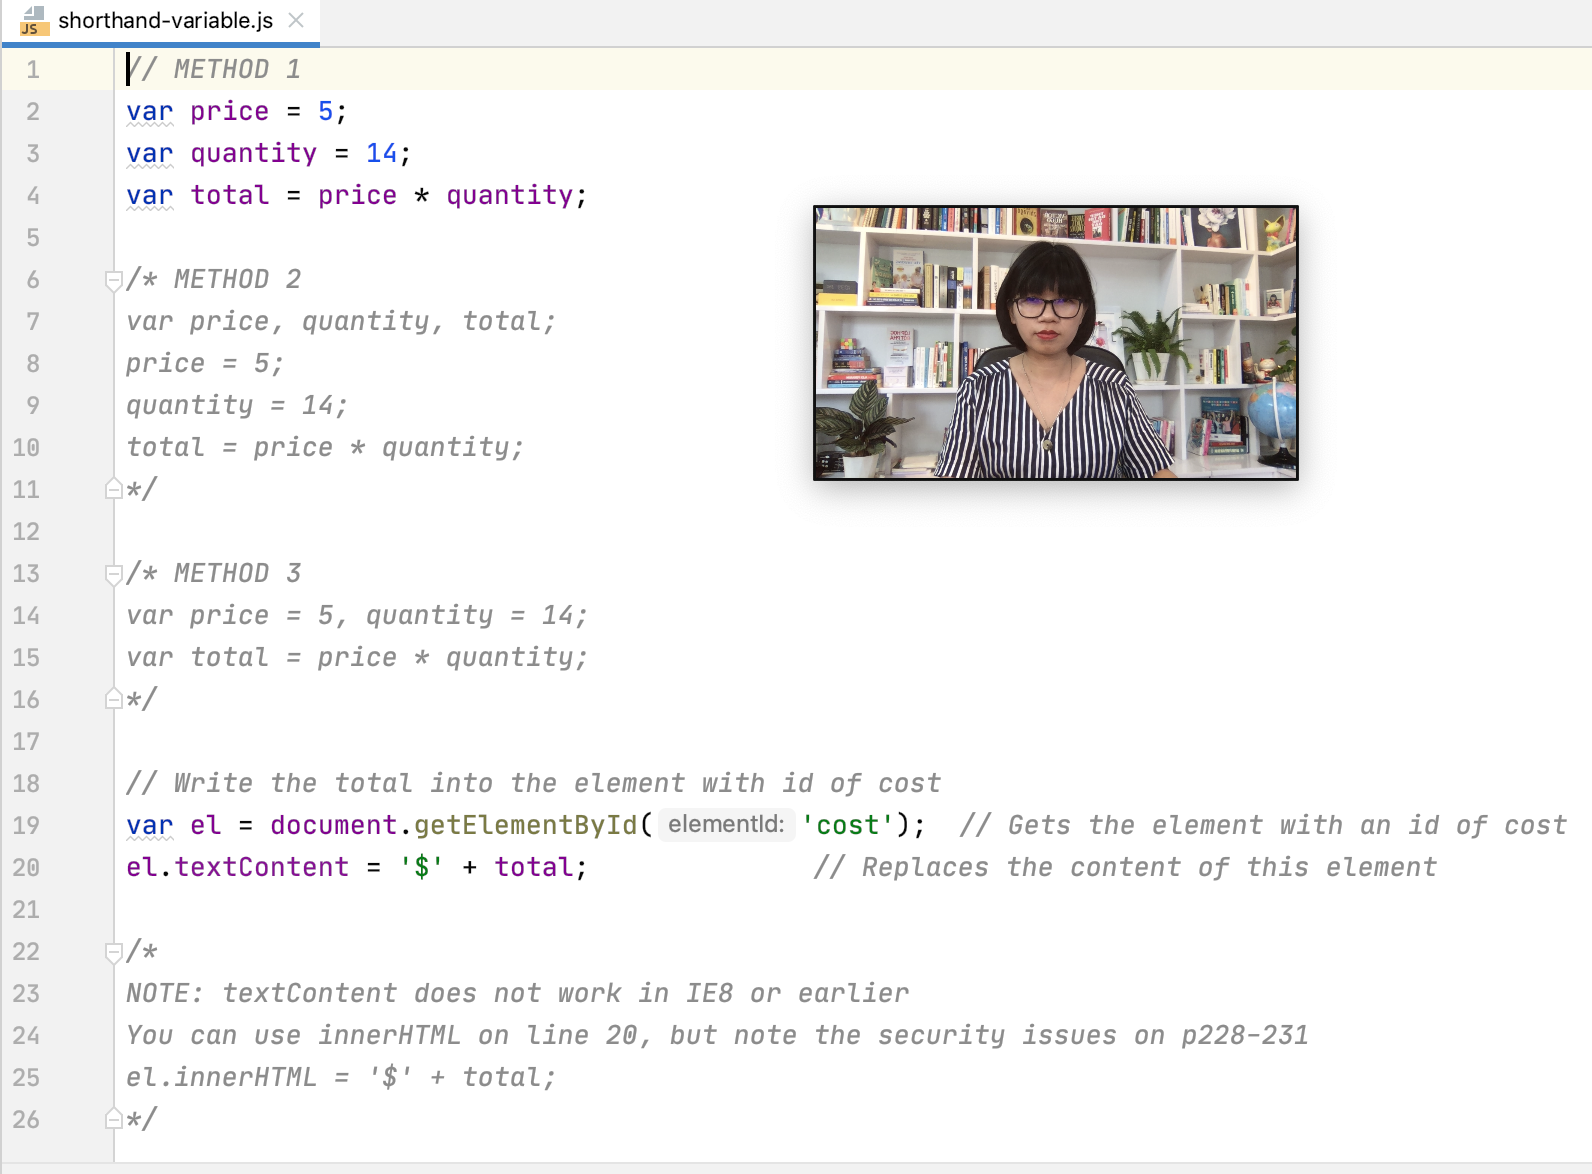 JS shorthand-variable.js
1 // METHOD 1
2 var price = 5;
3 var quantity = 14;
4 var total = price * quantity;
5
6 /* METHOD 2
7 var price, quantity, total;
8 price = 5;
9 quantity = 14;
10 total = price * quantity;
11 */
12
13 /* METHOD 3
14 var price = 5, quantity = 14;
15 var total = price * quantity;
16 */
17
18 // Write the total into the element with id of cost
19 var el = document.getElementById( elementId: 'cost');  // Gets the element with an id of cost
20 el.textContent = '$' + total;              // Replaces the content of this element
21
22 /*
23 NOTE: textContent does not work in IE8 or earlier
24 You can use innerHTML on line 20, but note the security issues on p228-231
25 el.innerHTML = '$' + total;
26 */